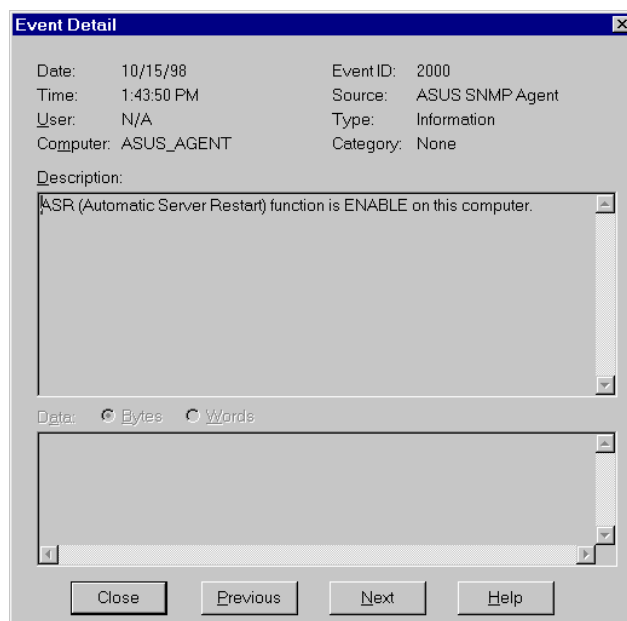 Event Detail
Date: 10/15/98 Event ID: 2000
Time: 1:43:50 PM Source: ASUS SNMP Agent
User: N/A Type: Information
Computer: ASUS_AGENT Category: None
Description:
ASR (Automatic Server Restart) function is ENABLE on this computer.
Data: Bytes Words
Close Previous Next Help